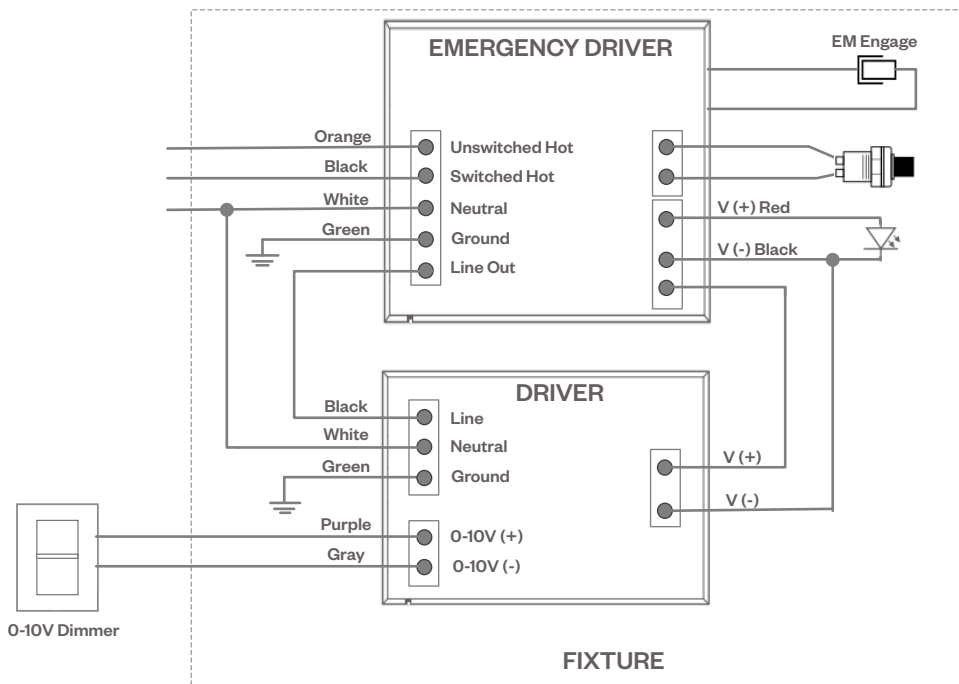 EMERGENCY DRIVER
EM Engage
Orange
Unswitched Hot
Black
Switched Hot
White
Neutral
V (+) Red
Green
Ground
V (-) Black
Line Out
DRIVER
Black
Line
White
Neutral
V (+)
Green
Ground
V (-)
Purple
0-10V (+)
Gray
0-10V (-)
0-10V Dimmer
FIXTURE